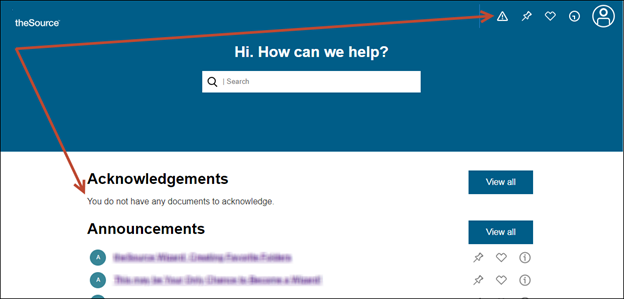 theSource
Hi. How can we help?
Search
Acknowledgements
View all
You do not have any documents to acknowledge.
Announcements
View all
A theSource Wizard, Creating Favorite Folders
A This may be Your Only Chance to Become a Wizard!